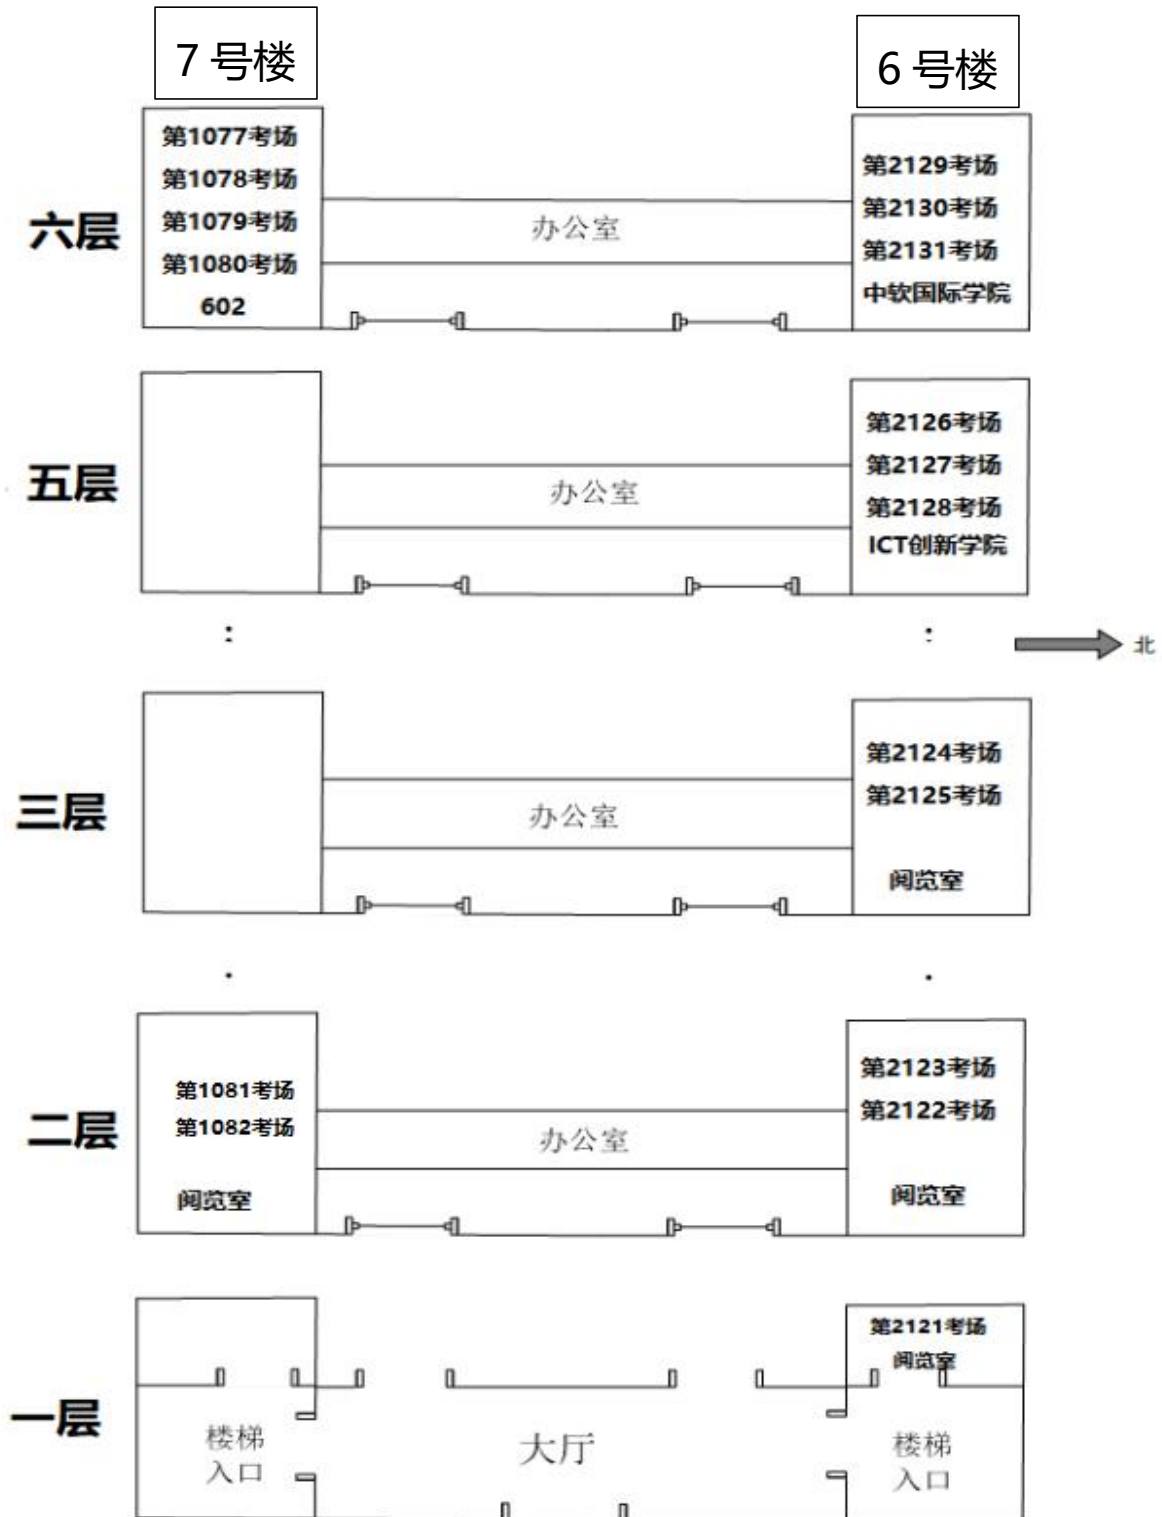 7 号楼
6 号楼
六层
第1077考场
第1078考场
第1079考场
第1080考场
602
办公室
第2129考场
第2130考场
第2131考场
中软国际学院
五层
办公室
第2126考场
第2127考场
第2128考场
ICT创新学院
北
三层
办公室
第2124考场
第2125考场
阅览室
二层
第1081考场
第1082考场
阅览室
办公室
第2123考场
第2122考场
阅览室
一层
楼梯
入口
大厅
第2121考场
阅览室
楼梯
入口